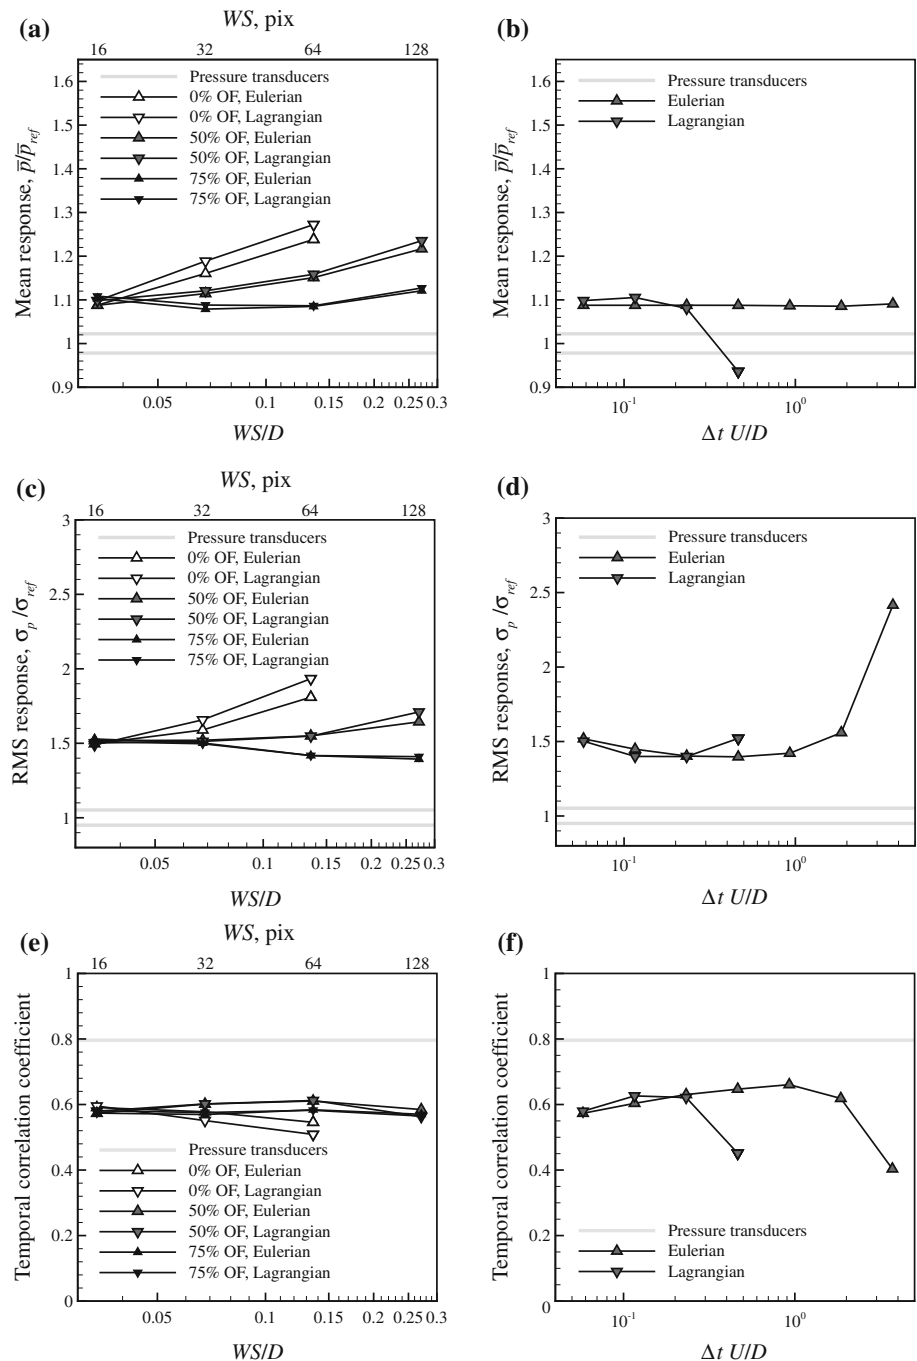 (a)
WS, pix
16 32 64 128
1.6
1.5
1.4
1.3
1.2
1.1
1
0.9
Mean response, p̅/p̅ref
Pressure transducers
0% OF, Eulerian
0% OF, Lagrangian
50% OF, Eulerian
50% OF, Lagrangian
75% OF, Eulerian
75% OF, Lagrangian
0.05 0.1 0.15 0.2 0.25 0.3
WS/D
(b)
1.6
1.5
1.4
1.3
1.2
1.1
1
0.9
Mean response, p̅/p̅ref
Pressure transducers
Eulerian
Lagrangian
10⁻¹ 10⁰
Δt U/D
(c)
WS, pix
16 32 64 128
3
2.5
2
1.5
1
RMS response, σp /σref
Pressure transducers
0% OF, Eulerian
0% OF, Lagrangian
50% OF, Eulerian
50% OF, Lagrangian
75% OF, Eulerian
75% OF, Lagrangian
0.05 0.1 0.15 0.2 0.25 0.3
WS/D
(d)
3
2.5
2
1.5
1
RMS response, σp /σref
Pressure transducers
Eulerian
Lagrangian
10⁻¹ 10⁰
Δt U/D
(e)
WS, pix
16 32 64 128
1
0.8
0.6
0.4
0.2
0
Temporal correlation coefficient
Pressure transducers
0% OF, Eulerian
0% OF, Lagrangian
50% OF, Eulerian
50% OF, Lagrangian
75% OF, Eulerian
75% OF, Lagrangian
0.05 0.1 0.15 0.2 0.25 0.3
WS/D
(f)
1
0.8
0.6
0.4
0.2
0
Temporal correlation coefficient
Pressure transducers
Eulerian
Lagrangian
10⁻¹ 10⁰
Δt U/D